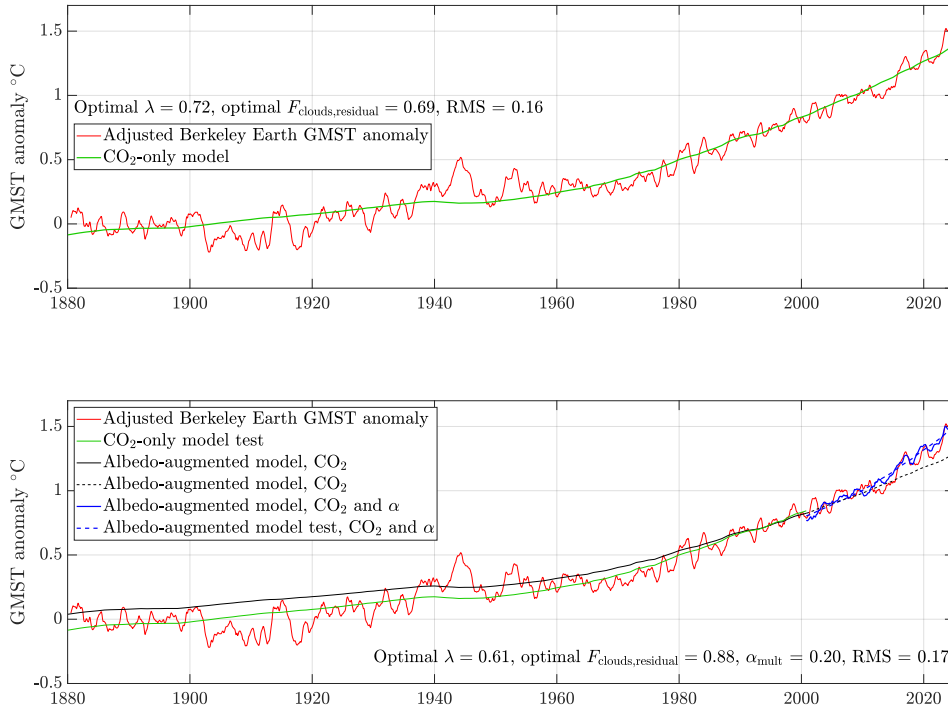 GMST anomaly °C
1.5
1
0.5
0
-0.5
Optimal λ = 0.72, optimal F_clouds,residual = 0.69, RMS = 0.16
Adjusted Berkeley Earth GMST anomaly
CO₂-only model
1880 1900 1920 1940 1960 1980 2000 2020
GMST anomaly °C
1.5
1
0.5
0
-0.5
Adjusted Berkeley Earth GMST anomaly
CO₂-only model test
Albedo-augmented model, CO₂
Albedo-augmented model, CO₂
Albedo-augmented model, CO₂ and α
Albedo-augmented model test, CO₂ and α
Optimal λ = 0.61, optimal F_clouds,residual = 0.88, α_mult = 0.20, RMS = 0.17
1880 1900 1920 1940 1960 1980 2000 2020